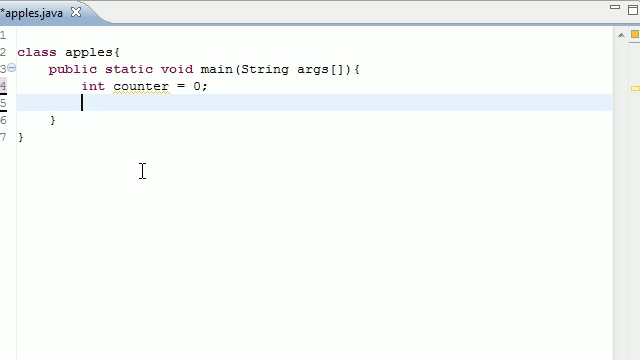 *apples.java
1
2 class apples{
3 public static void main(String args[]){
4 int counter = 0;
5
6 }
7 }